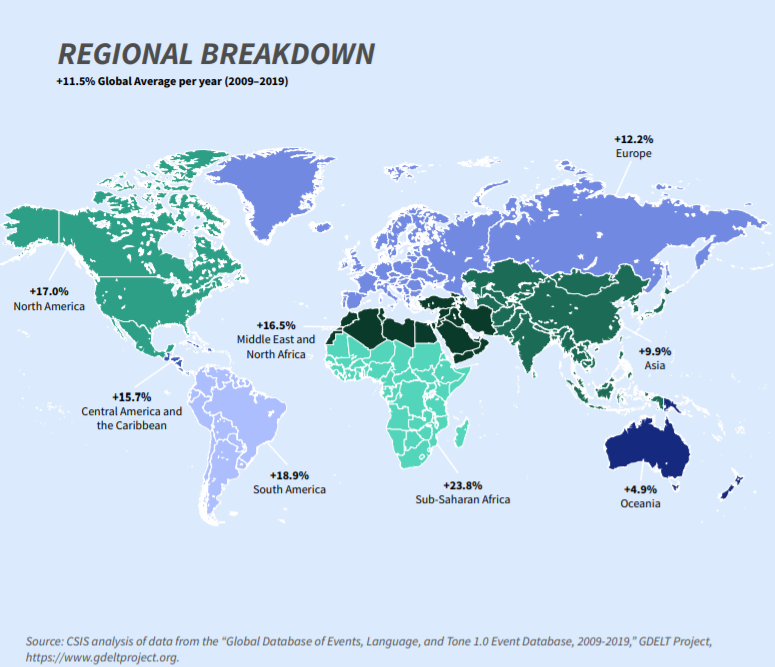 REGIONAL BREAKDOWN
+11.5% Global Average per year (2009–2019)
+12.2%
Europe
+17.0%
North America
+16.5%
Middle East and
North Africa
+9.9%
Asia
+15.7%
Central America and
the Caribbean
+18.9%
South America
+23.8%
Sub-Saharan Africa
+4.9%
Oceania
Source: CSIS analysis of data from the “Global Database of Events, Language, and Tone 1.0 Event Database, 2009-2019,” GDELT Project,
https://www.gdeltproject.org.